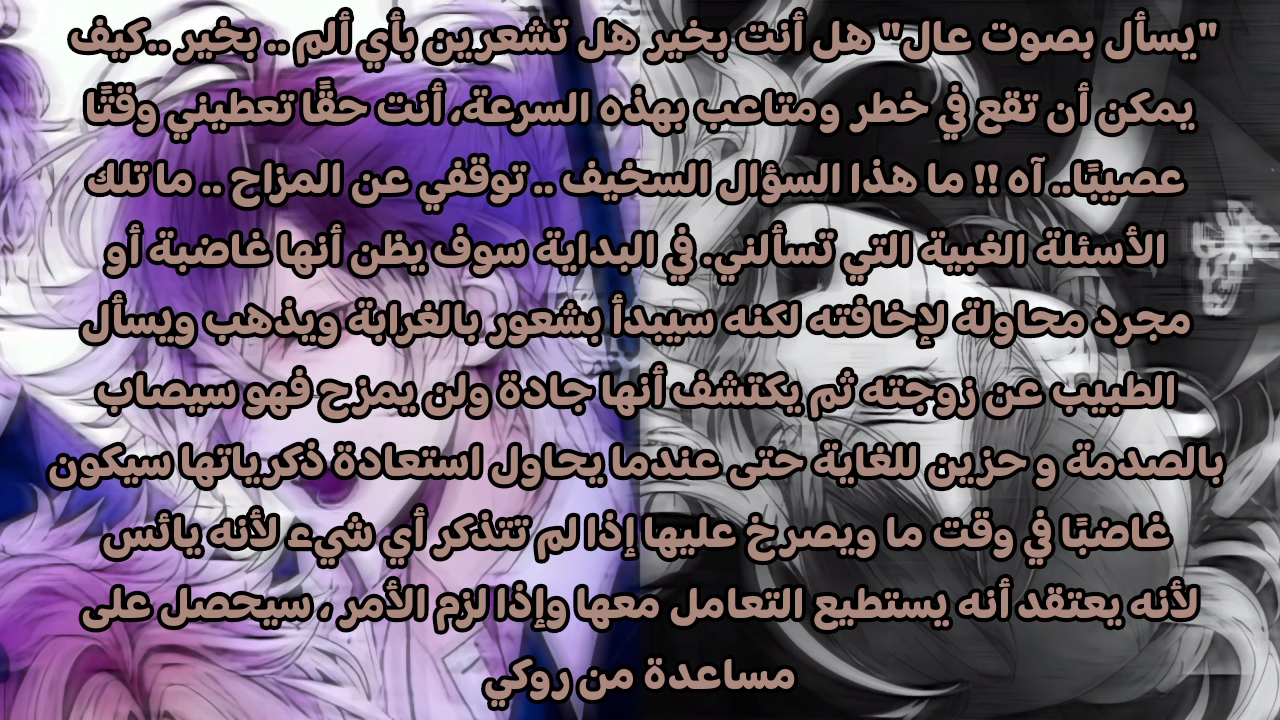 "يسأل بصوت عال" هل أنت بخير هل تشعرين بأي ألم .. بخير ..كيف
يمكن أن تقع في خطر ومتاعب بهذه السرعة، أنت حقًا تعطيني وقتًا
عصيبًا.. آه !! ما هذا السؤال السخيف .. توقفي عن المزاح .. ما تلك
الأسئلة الغبية التي تسألني. في البداية سوف يظن أنها غاضبة أو
مجرد محاولة لإخافته لكنه سيبدأ بشعور بالغرابة ويذهب ويسأل
الطبيب عن زوجته ثم يكتشف أنها جادة ولن يمزح فهو سيصاب
بالصدمة و حزين للغاية حتى عندما يحاول استعادة ذكرياتها سيكون
غاضبًا في وقت ما ويصرخ عليها إذا لم تتذكر أي شيء لأنه يائس
لأنه يعتقد أنه يستطيع التعامل معها وإذا لزم الأمر ، سيحصل على
مساعدة من روكي